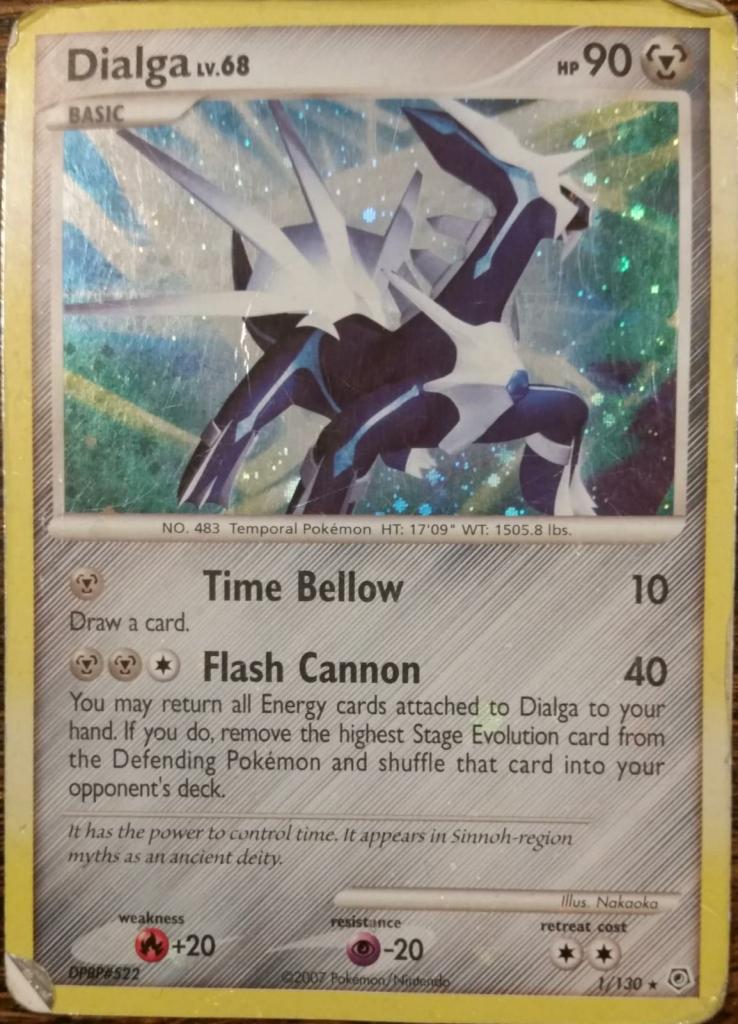 Dialga LV.68 HP 90
BASIC
NO. 483 Temporal Pokémon HT: 17'09" WT: 1505.8 lbs.
Time Bellow 10
Draw a card.
Flash Cannon 40
You may return all Energy cards attached to Dialga to your
hand. If you do, remove the highest Stage Evolution card from
the Defending Pokémon and shuffle that card into your
opponent's deck.
It has the power to control time. It appears in Sinnoh-region
myths as an ancient deity.
Illus. Nakaoka
weakness resistance retreat cost
+20 -20
DPBP#522 ©2007 Pokémon/Nintendo 1/130